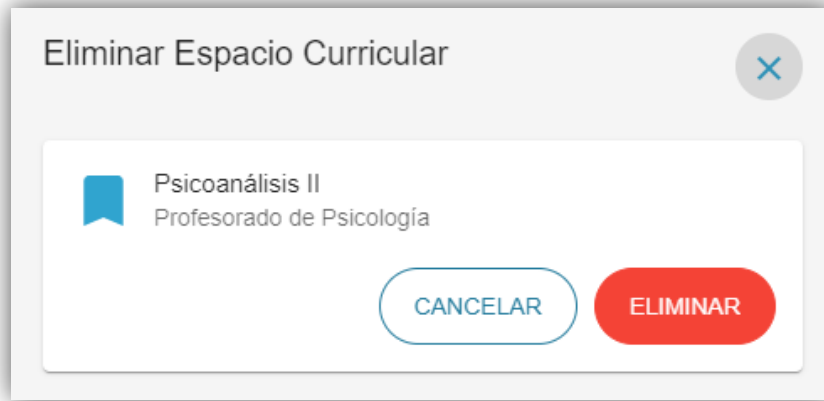 Eliminar Espacio Curricular
Psicoanálisis II
Profesorado de Psicología
CANCELAR
ELIMINAR